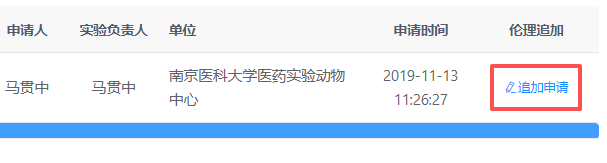 申请人 实验负责人 单位 申请时间 伦理追加
马贯中 马贯中 南京医科大学医药实验动物 2019-11-13 追加申请
中心 11:26:27